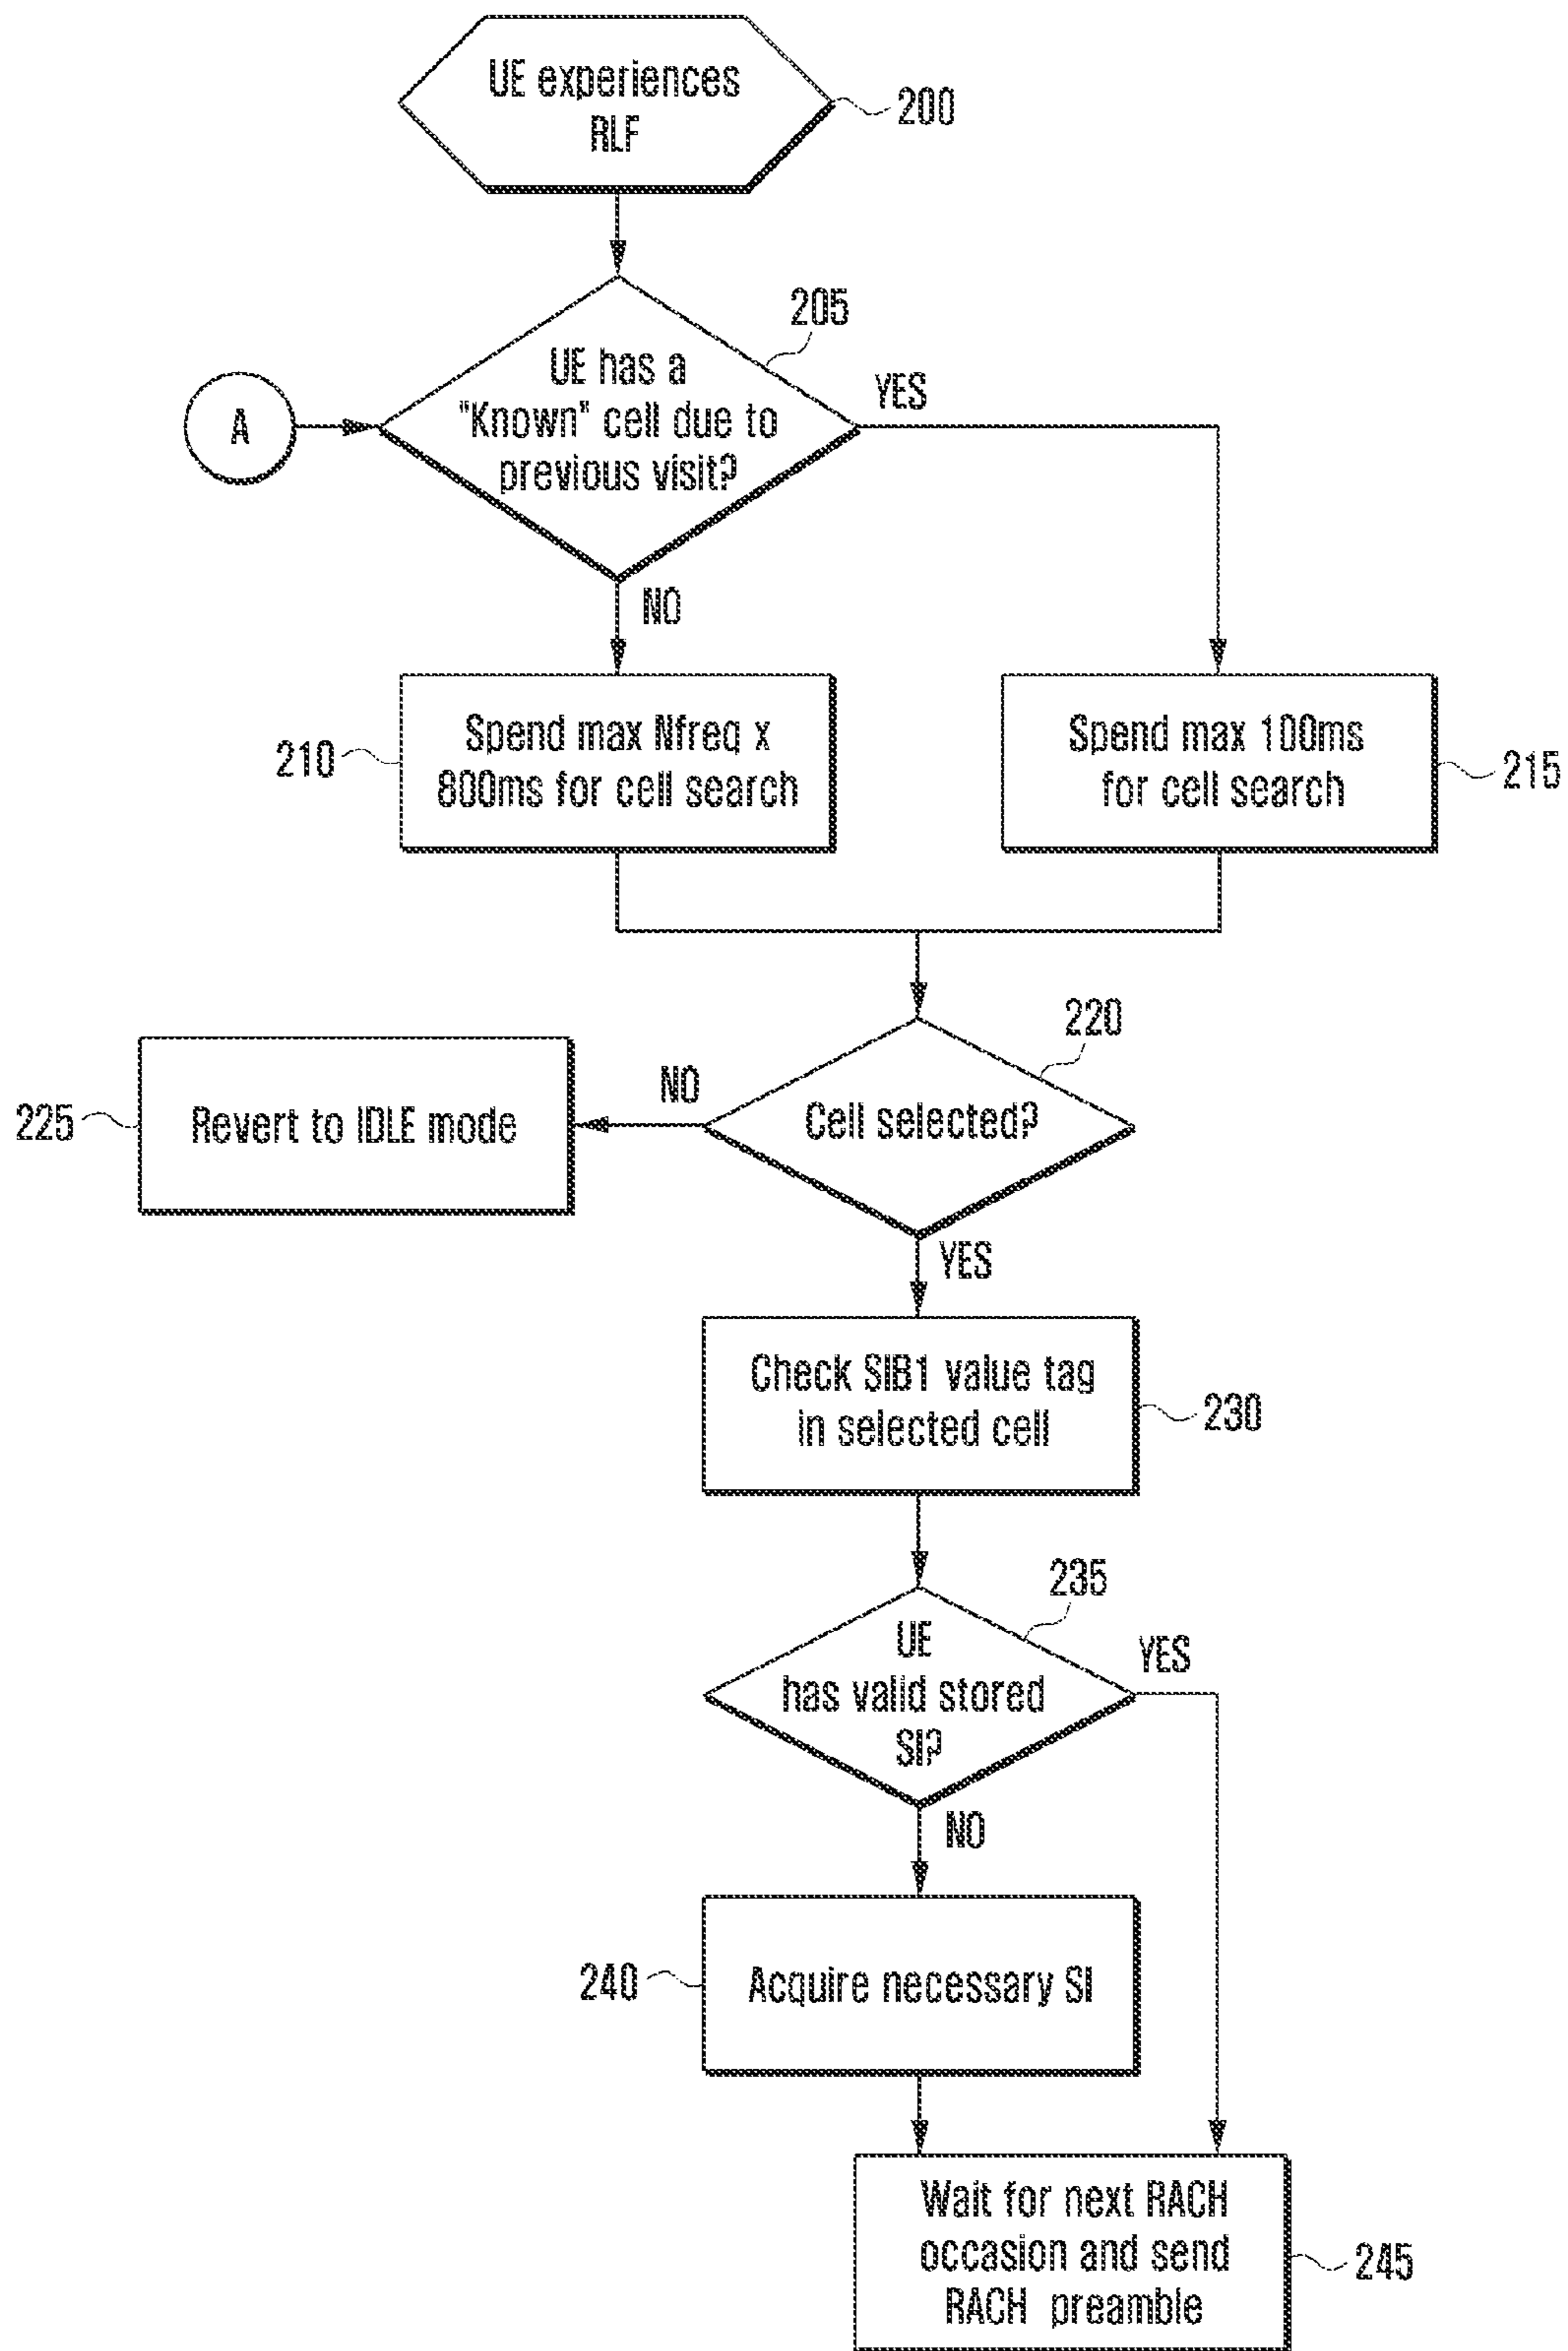 UE experiences
RLF
200
205
UE has a
"Known" cell due to
previous visit?
YES
A
NO
210
Spend max Nfreq x
800ms for cell search
Spend max 100ms
for cell search
215
220
NO
225
Revert to IDLE mode
Cell selected?
YES
Check SIB1 value tag
in selected cell
230
235
UE
has valid stored
SI?
YES
NO
240
Acquire necessary SI
Wait for next RACH
occasion and send
RACH preamble
245